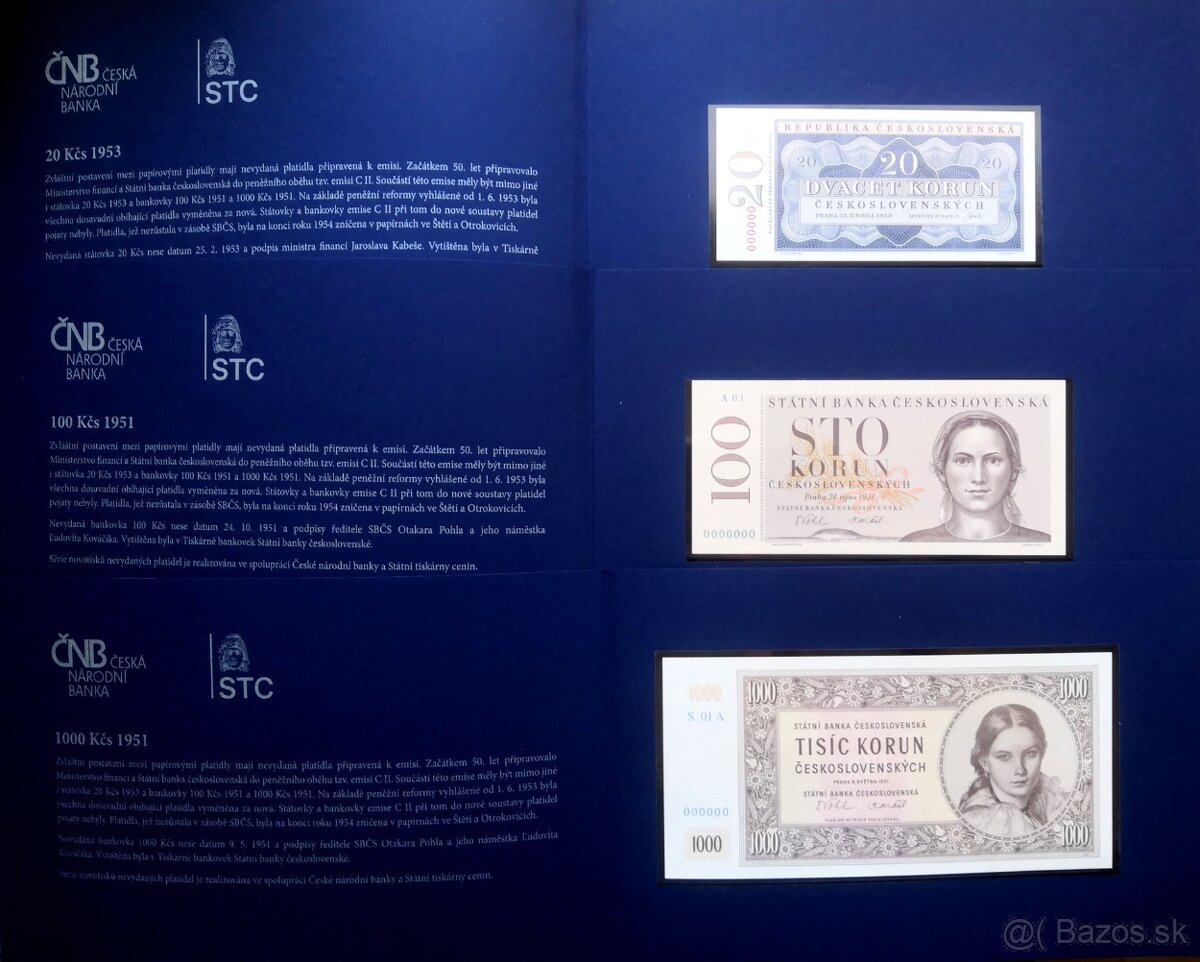 ČNB ČESKÁ
NÁRODNÍ
BANKA
STC
20 Kčs 1953
Zvláštní postavení mezi papírovými platidly mají nevydaná platidla připravená k emisi. Začátkem 50. let připravovalo
Ministerstvo financí a Státní banka československá do peněžního oběhu tzv. emisi C II. Součástí této emise měly být mimo jiné
i státovka 20 Kčs 1953 a bankovky 100 Kčs 1951 a 1000 Kčs 1951. Na základě peněžní reformy vyhlášené od 1. 6. 1953 byla
všechna dosavadní obíhající platidla vyměněna za nová. Státovky a bankovky emise C II při tom do nové soustavy platidel
pojaty nebyly. Platidla, jež nezůstala v zásobě SBČS, byla na konci roku 1954 zničena v papírnách ve Štětí a Otrokovicích.
Nevydaná státovka 20 Kčs nese datum 25. 2. 1953 a podpis ministra financí Jaroslava Kabeše. Vytištěna byla v Tiskárně
REPUBLIKA ČESKOSLOVENSKÁ
20
20
20
20
DVACET KORUN
ČESKOSLOVENSKÝCH
PRAHA 25. ÚNORA 1953 MINISTR FINANCÍ
000000
ČNB ČESKÁ
NÁRODNÍ
BANKA
STC
100 Kčs 1951
Zvláštní postavení mezi papírovými platidly mají nevydaná platidla připravená k emisi. Začátkem 50. let připravovalo
Ministerstvo financí a Státní banka československá do peněžního oběhu tzv. emisi C II. Součástí této emise měly být mimo jiné
i státovka 20 Kčs 1953 a bankovky 100 Kčs 1951 a 1000 Kčs 1951. Na základě peněžní reformy vyhlášené od 1. 6. 1953 byla
všechna dosavadní obíhající platidla vyměněna za nová. Státovky a bankovky emise C II při tom do nové soustavy platidel
pojaty nebyly. Platidla, jež nezůstala v zásobě SBČS, byla na konci roku 1954 zničena v papírnách ve Štětí a Otrokovicích.
Nevydaná bankovka 100 Kčs nese datum 24. 10. 1951 a podpisy ředitele SBČS Otakara Pohla a jeho náměstka
Ľudovíta Kováčika. Vytištěna byla v Tiskárně bankovek Státní banky československé.
Série novotisků nevydaných platidel je realizována ve spolupráci České národní banky a Státní tiskárny cenin.
A 01
100
STÁTNÍ BANKA ČESKOSLOVENSKÁ
STO
KORUN
ČESKOSLOVENSKÝCH
Praha 24. října 1951
STÁTNÍ BANKA ČESKOSLOVENSKÁ
0000000
ČNB ČESKÁ
NÁRODNÍ
BANKA
STC
1000 Kčs 1951
Zvláštní postavení mezi papírovými platidly mají nevydaná platidla připravená k emisi. Začátkem 50. let připravovalo
Ministerstvo financí a Státní banka československá do peněžního oběhu tzv. emisi C II. Součástí této emise měly být mimo jiné
i státovka 20 Kčs 1953 a bankovky 100 Kčs 1951 a 1000 Kčs 1951. Na základě peněžní reformy vyhlášené od 1. 6. 1953 byla
všechna dosavadní obíhající platidla vyměněna za nová. Státovky a bankovky emise C II při tom do nové soustavy platidel
pojaty nebyly. Platidla, jež nezůstala v zásobě SBČS, byla na konci roku 1954 zničena v papírnách ve Štětí a Otrokovicích.
Nevydaná bankovka 1000 Kčs nese datum 9. 5. 1951 a podpisy ředitele SBČS Otakara Pohla a jeho náměstka Ľudovíta
Kováčika. Vytištěna byla v Tiskárně bankovek Státní banky československé.
Série novotisků nevydaných platidel je realizována ve spolupráci České národní banky a Státní tiskárny cenin.
1000
S. 01 A
1000
1000
STÁTNÍ BANKA ČESKOSLOVENSKÁ
TISÍC KORUN
ČESKOSLOVENSKÝCH
PRAHA 9. KVĚTNA 1951
STÁTNÍ BANKA ČESKOSLOVENSKÁ
PADĚLÁNÍ SE TRESTÁ PODLE ZÁKONA
000000
1000
1000
1000
@( Bazos.sk